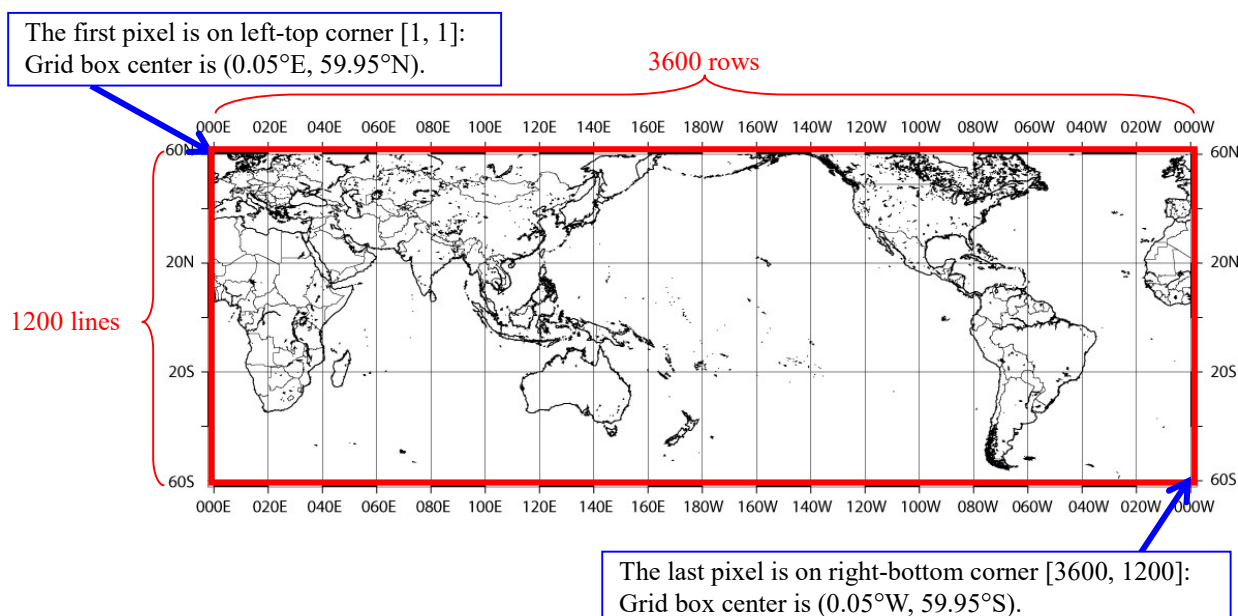 The first pixel is on left-top corner [1, 1]:
Grid box center is (0.05°E, 59.95°N).
3600 rows
000E 020E 040E 060E 080E 100E 120E 140E 160E 180W 160W 140W 120W 100W 080W 060W 040W 020W 000W
60N 60N
20N 20N
1200 lines
20S 20S
60S 60S
000E 020E 040E 060E 080E 100E 120E 140E 160E 180W 160W 140W 120W 100W 080W 060W 040W 020W 000W
The last pixel is on right-bottom corner [3600, 1200]:
Grid box center is (0.05°W, 59.95°S).